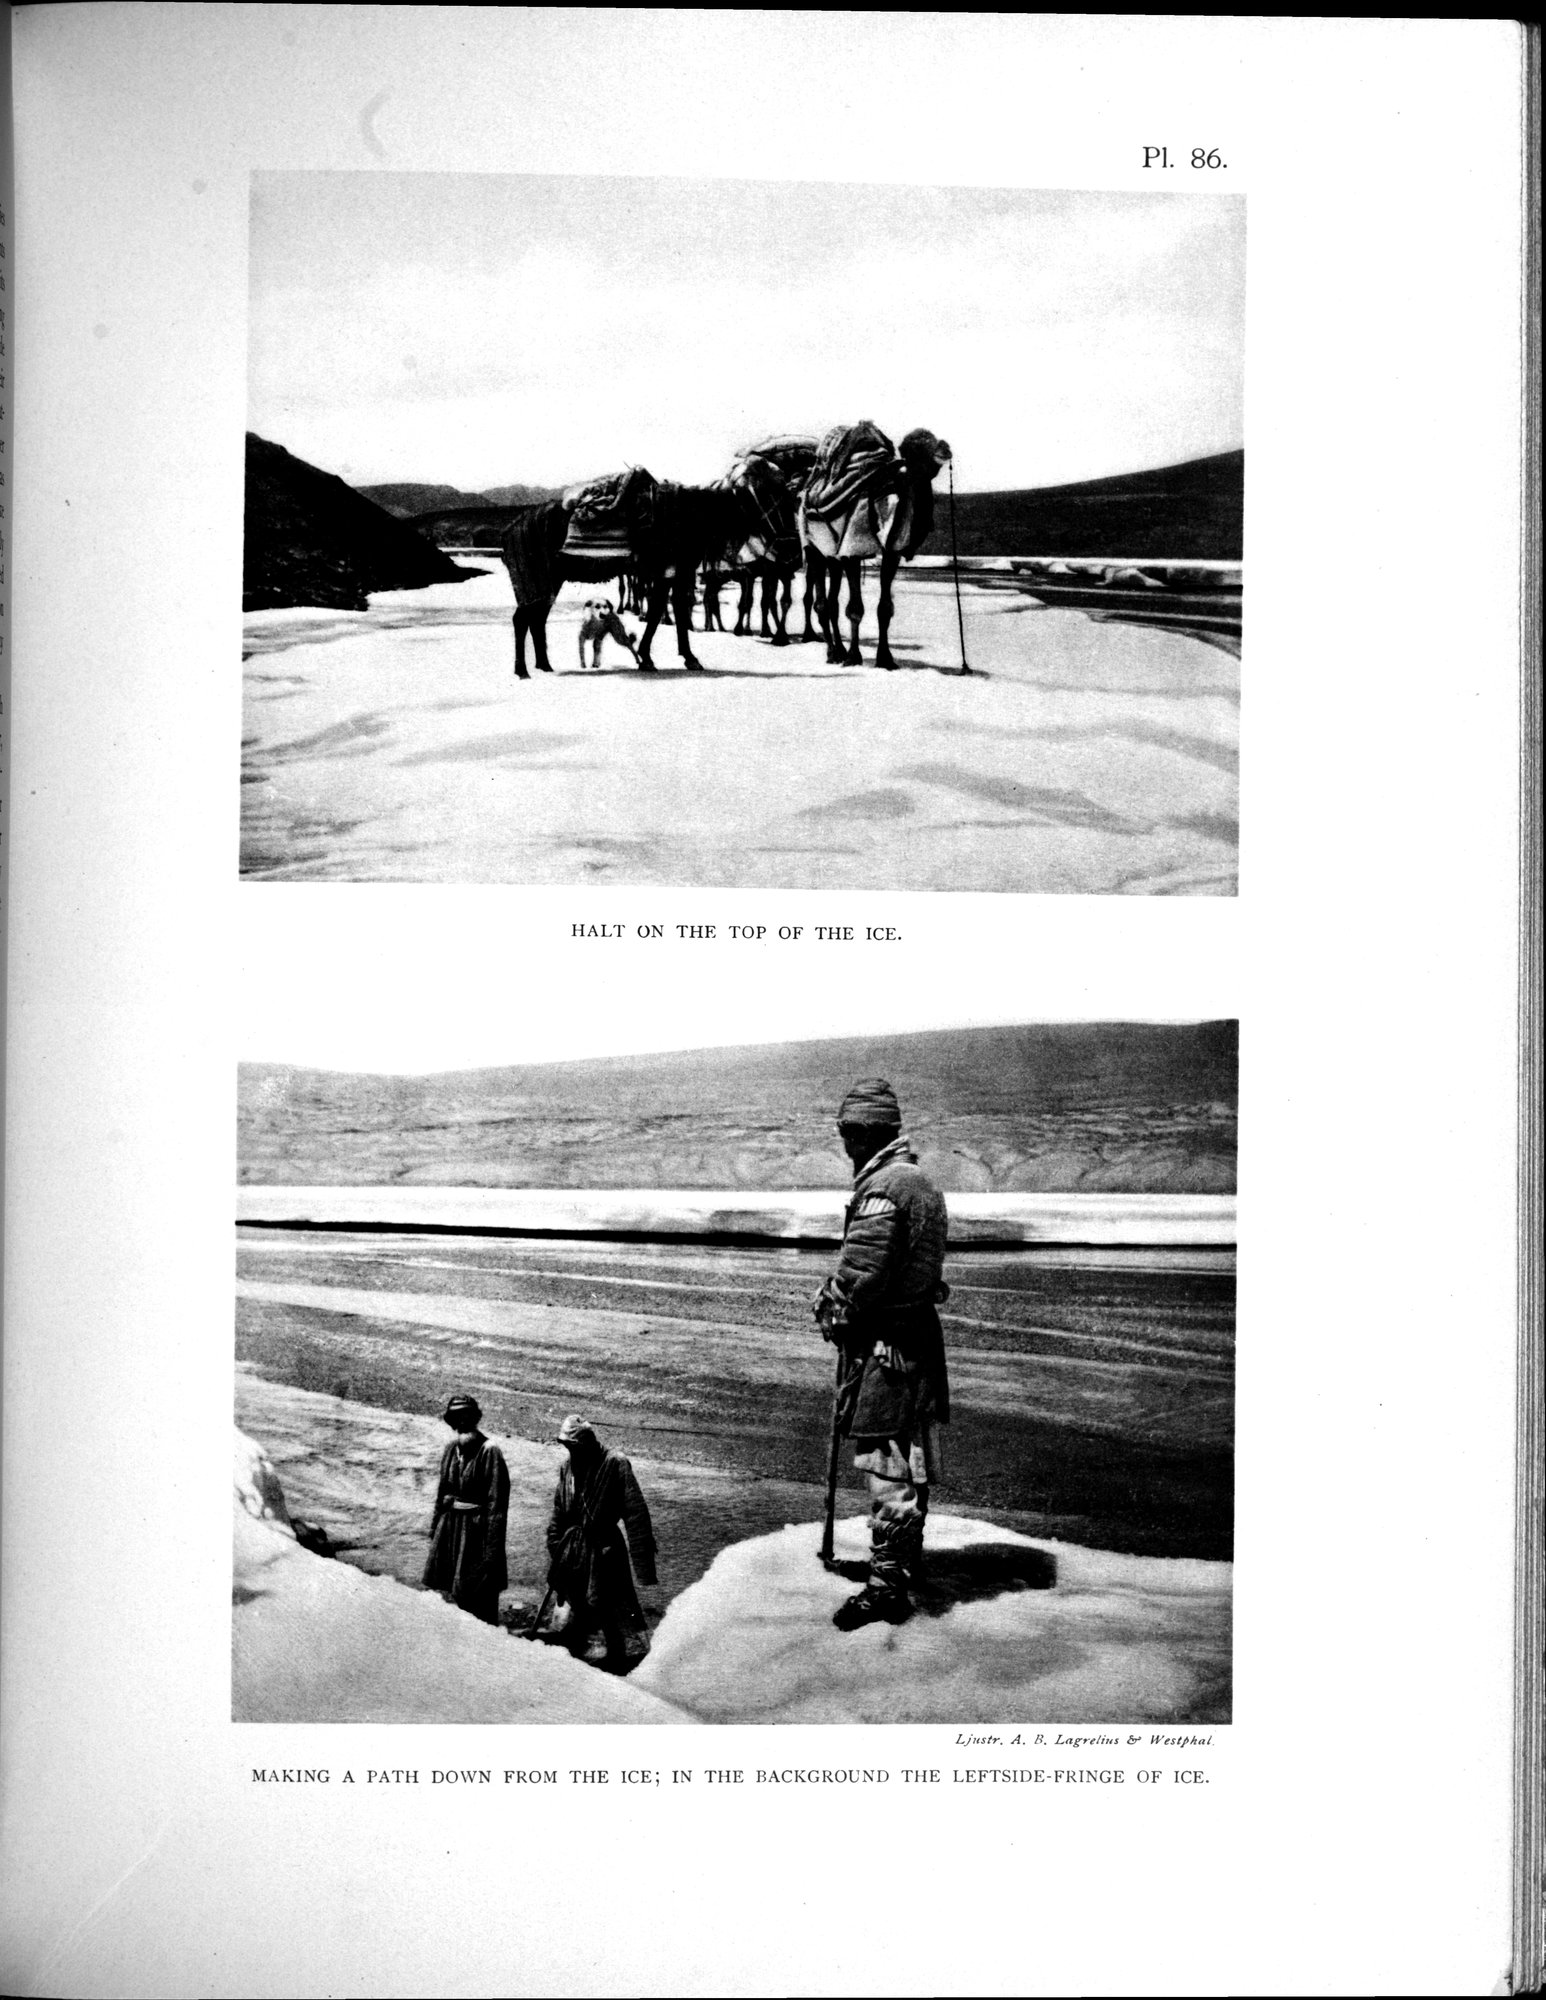 Pl. 86.
HALT ON THE TOP OF THE ICE.
Ljustr. A. B. Lagrelius & Westphal.
MAKING A PATH DOWN FROM THE ICE; IN THE BACKGROUND THE LEFTSIDE-FRINGE OF ICE.